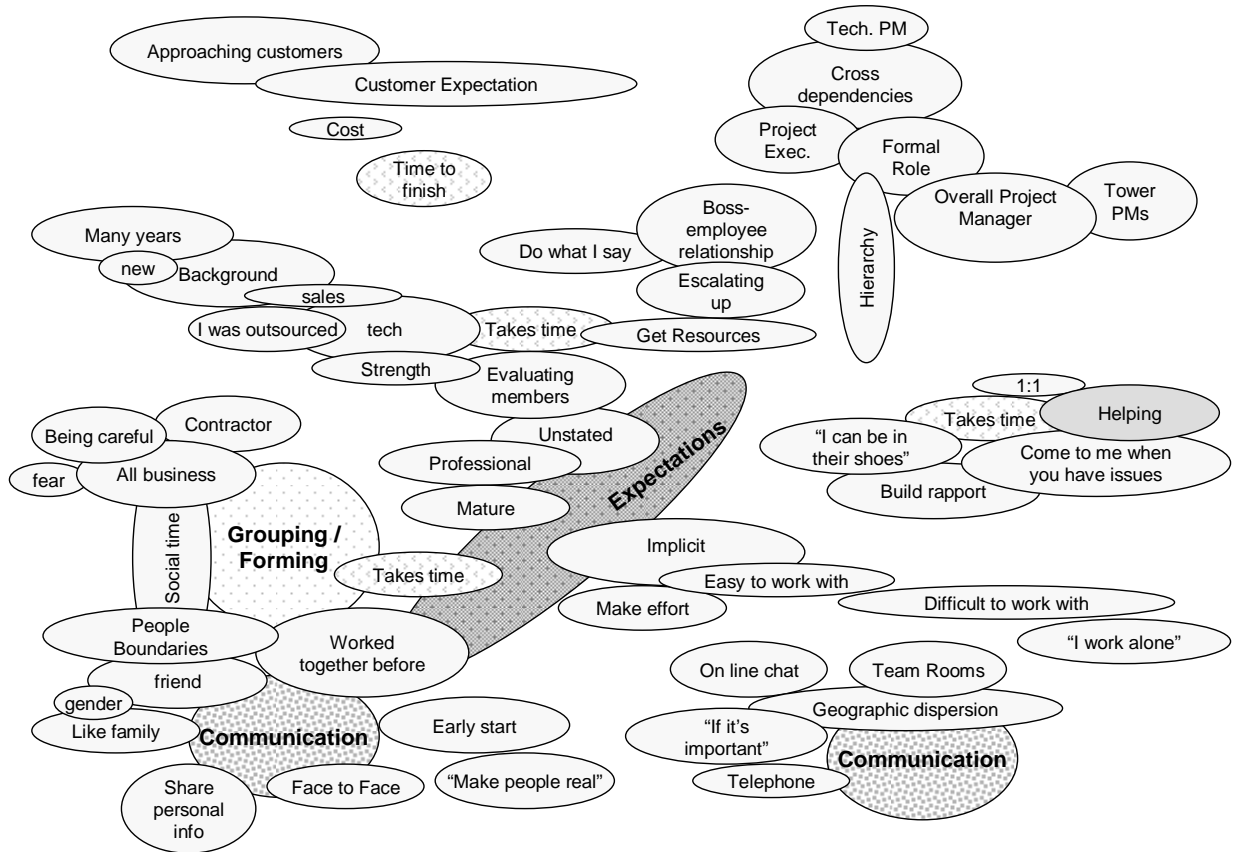 Tech. PM
Approaching customers
Cross
dependencies
Customer Expectation
Cost
Project
Exec.
Formal
Role
Time to
finish
Overall Project
Manager
Tower
PMs
Boss-
employee
relationship
Many years
Do what I say
Hierarchy
new
Background
Escalating
up
sales
I was outsourced
tech
Takes time
Get Resources
Strength
Evaluating
members
1:1
Helping
Takes time
Contractor
Being careful
Unstated
“I can be in
their shoes”
Come to me when
you have issues
Professional
Expectations
fear
All business
Build rapport
Mature
Grouping /
Forming
Social time
Implicit
Takes time
Easy to work with
Make effort
Difficult to work with
People
Boundaries
Worked
together before
“I work alone”
On line chat
Team Rooms
friend
gender
Geographic dispersion
Like family
Communication
Early start
“If it's
important”
Communication
Share
personal
info
Face to Face
“Make people real”
Telephone